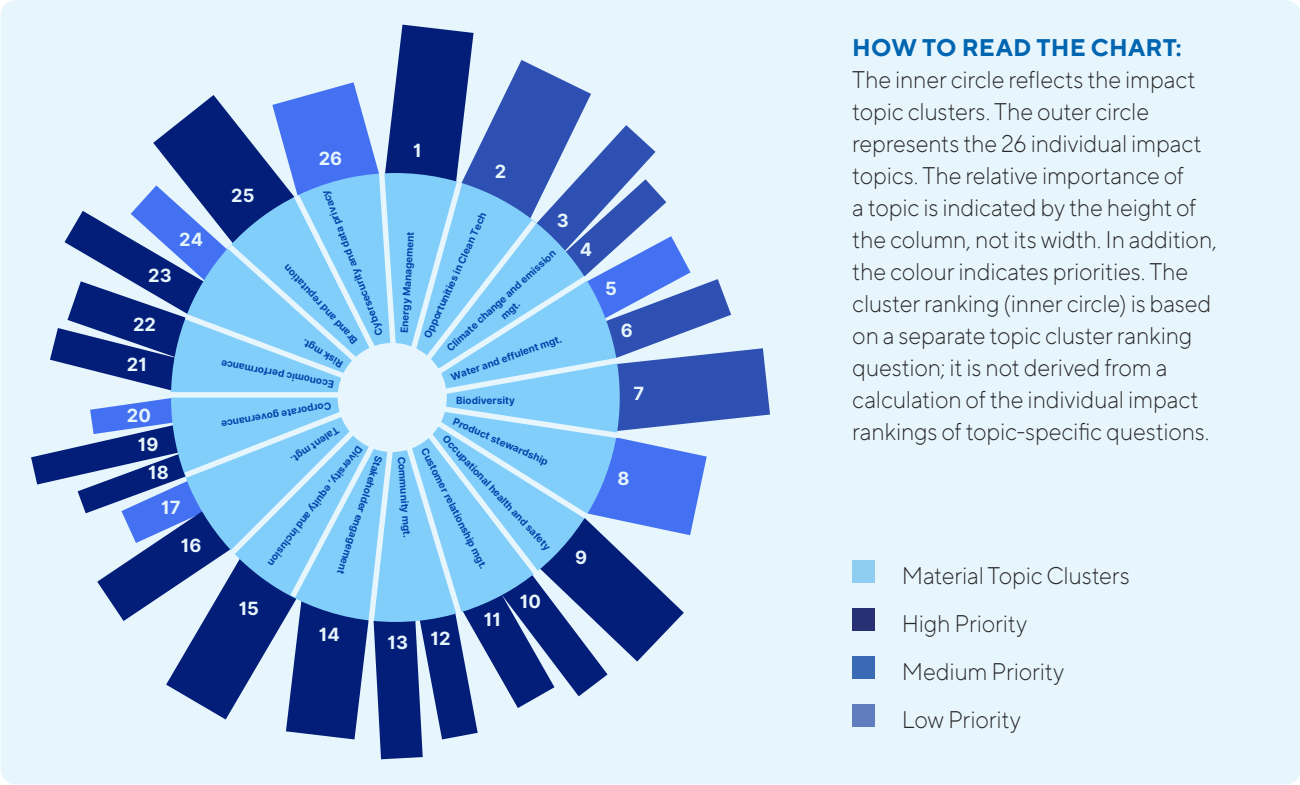 1
2
3
4
5
6
7
8
9
10
11
12
13
14
15
16
17
18
19
20
21
22
23
24
25
26
Energy Management
Opportunities in Clean Tech
Climate change and emission
mgt.
Water and effulent mgt.
Biodiversity
Product stewardship
Occupational health and safety
Customer relationship mgt.
Community mgt.
Stakeholder engagement
Diversity, equity and inclusion
Talent mgt.
Corporate governance
Economic performance
Risk mgt.
Brand and reputation
Cybersecurity and data privacy
HOW TO READ THE CHART:
The inner circle reflects the impact
topic clusters. The outer circle
represents the 26 individual impact
topics. The relative importance of
a topic is indicated by the height of
the column, not its width. In addition,
the colour indicates priorities. The
cluster ranking (inner circle) is based
on a separate topic cluster ranking
question; it is not derived from a
calculation of the individual impact
rankings of topic-specific questions.
Material Topic Clusters
High Priority
Medium Priority
Low Priority